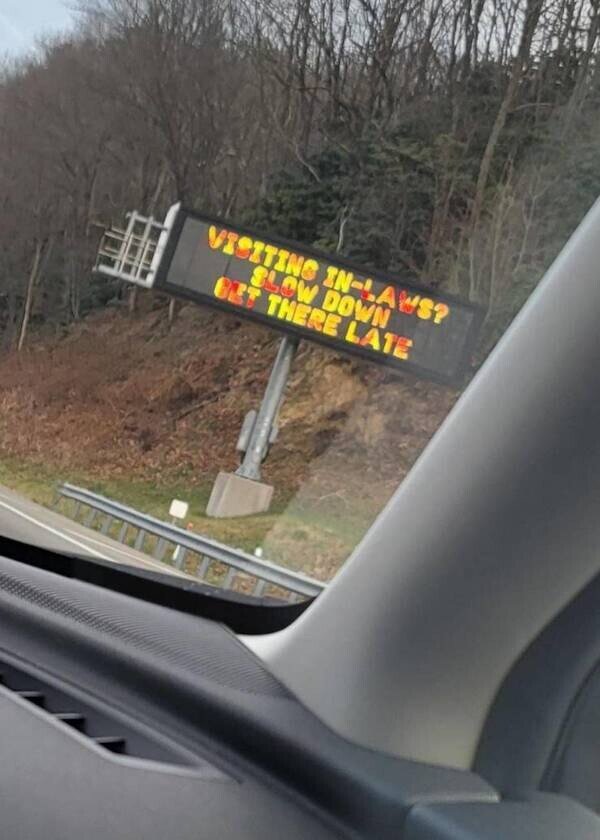 VISITING IN-LAWS?
SLOW DOWN
GET THERE LATE